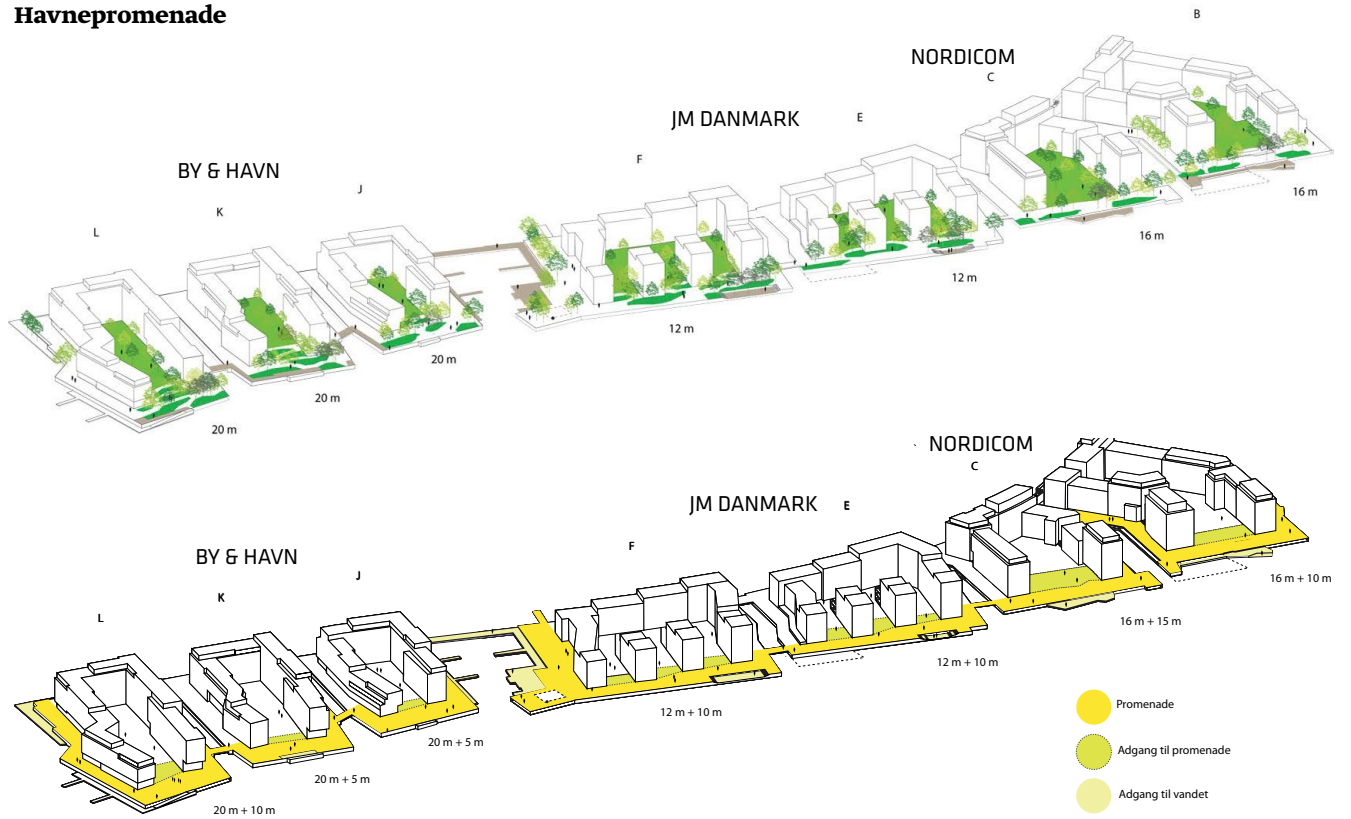 Havnepromenade
B
NORDICOM
C
JM DANMARK
E
F
BY & HAVN
J
K
L
16 m
16 m
12 m
12 m
20 m
20 m
20 m
NORDICOM
C
JM DANMARK
E
F
BY & HAVN
J
K
L
16 m + 10 m
16 m + 15 m
12 m + 10 m
12 m + 10 m
20 m + 5 m
20 m + 5 m
20 m + 10 m
Promenade
Adgang til promenade
Adgang til vandet